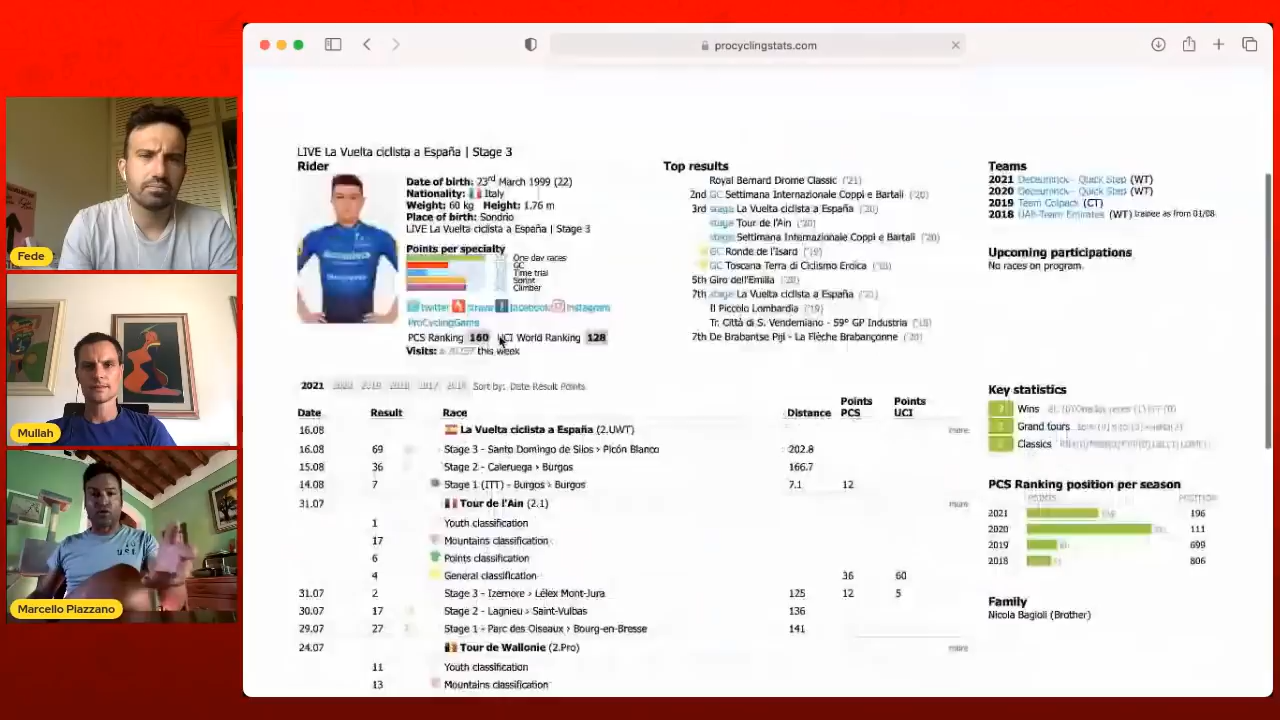 procyclingstats.com
LIVE La Vuelta ciclista a España | Stage 3
Rider
Date of birth: 23rd March 1999 (22)
Nationality: Italy
Weight: 60 kg Height: 1.76 m
Place of birth: Sondrio
LIVE La Vuelta ciclista a España | Stage 3
Points per specialty
One day races
GC
Time trial
Sprint
Climber
twitter strava facebook instagram
ProCyclingGame
PCS Ranking 160 UCI World Ranking 128
Visits: this week
Top results
Royal Bernard Drome Classic ('21)
2nd GC Settimana Internazionale Coppi e Bartali ('20)
3rd stage La Vuelta ciclista a España ('20)
stage Tour de l'Ain ('20)
stage Settimana Internazionale Coppi e Bartali ('20)
GC Ronde de l'Isard ('19)
GC Toscana Terra di Ciclismo Eroica
5th Giro dell'Emilia ('20)
7th stage La Vuelta ciclista a España ('21)
Il Piccolo Lombardia ('19)
Tr. Città di S. Vendemiano - 59° GP Industria
7th De Brabantse Pijl - La Flèche Brabançonne ('20)
Teams
2021 Deceuninck - Quick Step (WT)
2020 Deceuninck - Quick Step (WT)
2019 Team Colpack (CT)
2018 UAE-Team Emirates (WT) trainee as from 01/08
Upcoming participations
No races on program.
2021 2020 2019 2018 2017 Sort by: Date Result Points
Date Result Race Distance Points PCS Points UCI
16.08 La Vuelta ciclista a España (2.UWT) more
16.08 69 Stage 3 - Santo Domingo de Silos › Picón Blanco 202.8
15.08 36 Stage 2 - Caleruega › Burgos 166.7
14.08 7 Stage 1 (ITT) - Burgos › Burgos 7.1 12
31.07 Tour de l'Ain (2.1) more
1 Youth classification
17 Mountains classification
6 Points classification
4 General classification 36 60
31.07 2 Stage 3 - Izernore › Lélex Mont-Jura 125 12 5
30.07 17 Stage 2 - Lagnieu › Saint-Vulbas 136
29.07 27 Stage 1 - Parc des Oiseaux › Bourg-en-Bresse 141
24.07 Tour de Wallonie (2.Pro) more
11 Youth classification
13 Mountains classification
Key statistics
Wins
Grand tours
Classics
PCS Ranking position per season
POINTS POSITION
2021 196
2020 111
2019 699
2018 806
Family
Nicola Bagioli (Brother)
Fede
Mullah
Marcello Piazzano